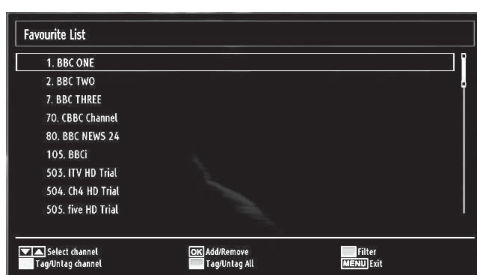 Favourite List
1. BBC ONE
2. BBC TWO
7. BBC THREE
70. CBBC Channel
80. BBC NEWS 24
105. BBCi
503. ITV HD Trial
504. Ch4 HD Trial
505. five HD Trial
Select channel OK Add/Remove Filter
Tag/Untag channel Tag/Untag All MENU Exit